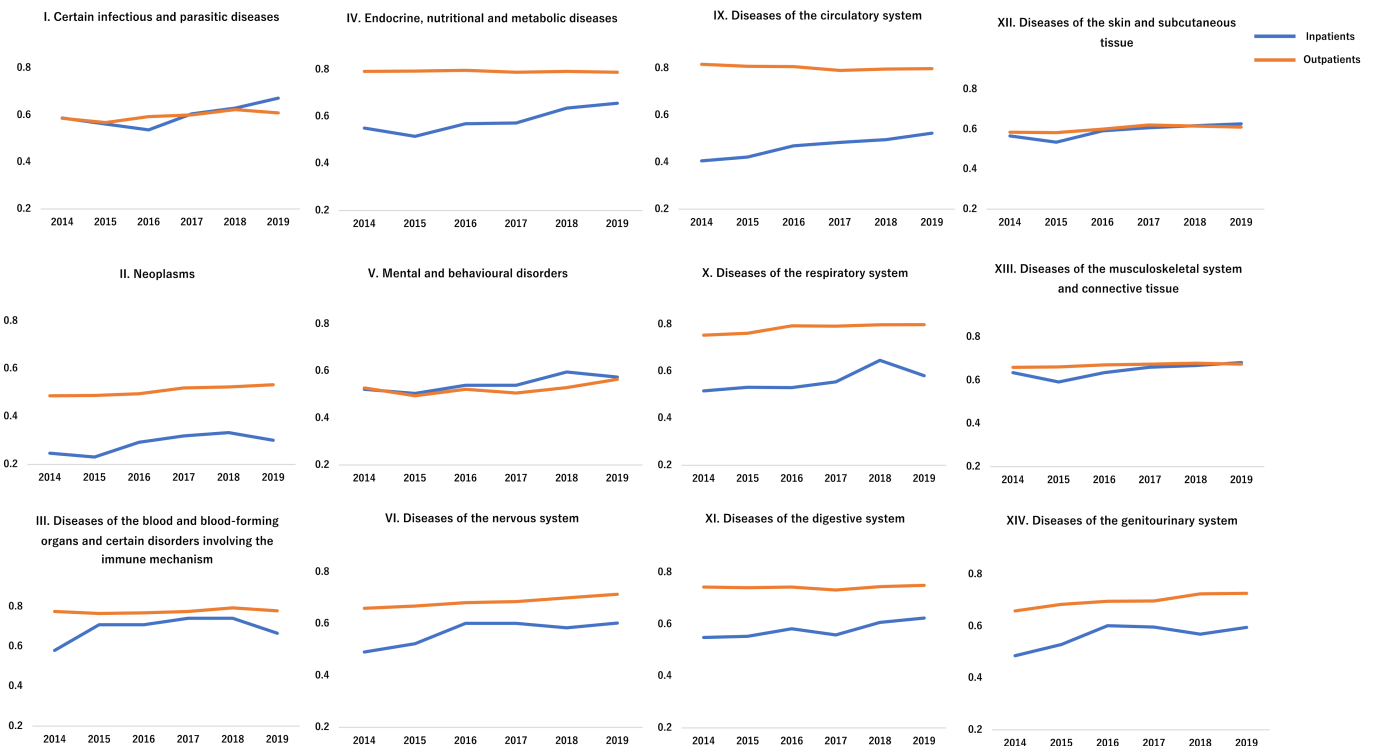 I. Certain infectious and parasitic diseases
0.8
0.6
0.4
0.2
2014 2015 2016 2017 2018 2019
IV. Endocrine, nutritional and metabolic diseases
0.8
0.6
0.4
0.2
2014 2015 2016 2017 2018 2019
IX. Diseases of the circulatory system
0.8
0.6
0.4
0.2
2014 2015 2016 2017 2018 2019
XII. Diseases of the skin and subcutaneous
tissue
0.8
0.6
0.4
0.2
2014 2015 2016 2017 2018 2019
Inpatients
Outpatients
II. Neoplasms
0.8
0.6
0.4
0.2
2014 2015 2016 2017 2018 2019
V. Mental and behavioural disorders
0.8
0.6
0.4
0.2
2014 2015 2016 2017 2018 2019
X. Diseases of the respiratory system
0.8
0.6
0.4
0.2
2014 2015 2016 2017 2018 2019
XIII. Diseases of the musculoskeletal system
and connective tissue
0.8
0.6
0.4
0.2
2014 2015 2016 2017 2018 2019
III. Diseases of the blood and blood-forming
organs and certain disorders involving the
immune mechanism
0.8
0.6
0.4
0.2
2014 2015 2016 2017 2018 2019
VI. Diseases of the nervous system
0.8
0.6
0.4
0.2
2014 2015 2016 2017 2018 2019
XI. Diseases of the digestive system
0.8
0.6
0.4
0.2
2014 2015 2016 2017 2018 2019
XIV. Diseases of the genitourinary system
0.8
0.6
0.4
0.2
2014 2015 2016 2017 2018 2019